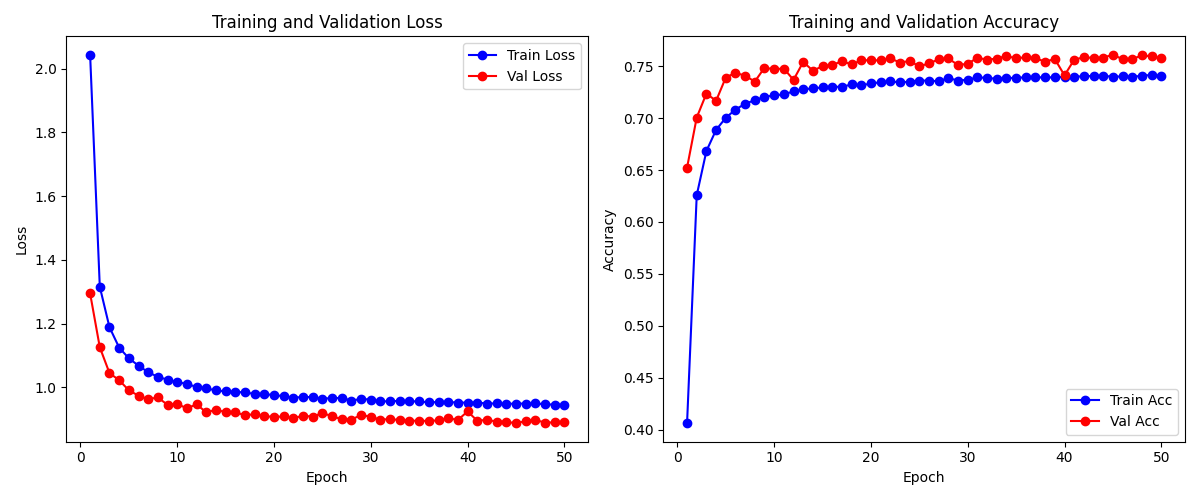 Training and Validation Loss
Train Loss
Val Loss
2.0
1.8
1.6
1.4
1.2
1.0
Loss
0 10 20 30 40 50
Epoch
Training and Validation Accuracy
0.75
0.70
0.65
0.60
0.55
0.50
0.45
0.40
Accuracy
Train Acc
Val Acc
0 10 20 30 40 50
Epoch